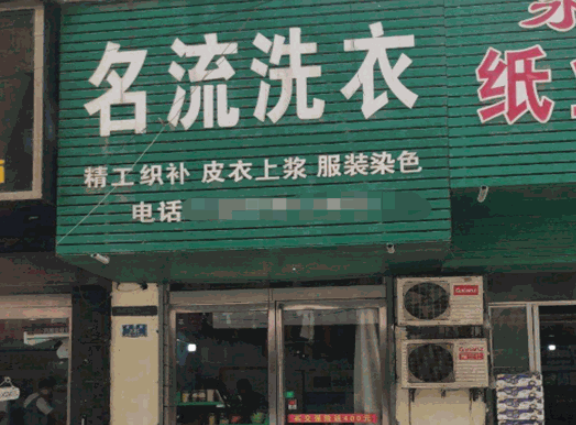 名流洗衣
精工织补 皮衣上浆 服装染色
电话
纸